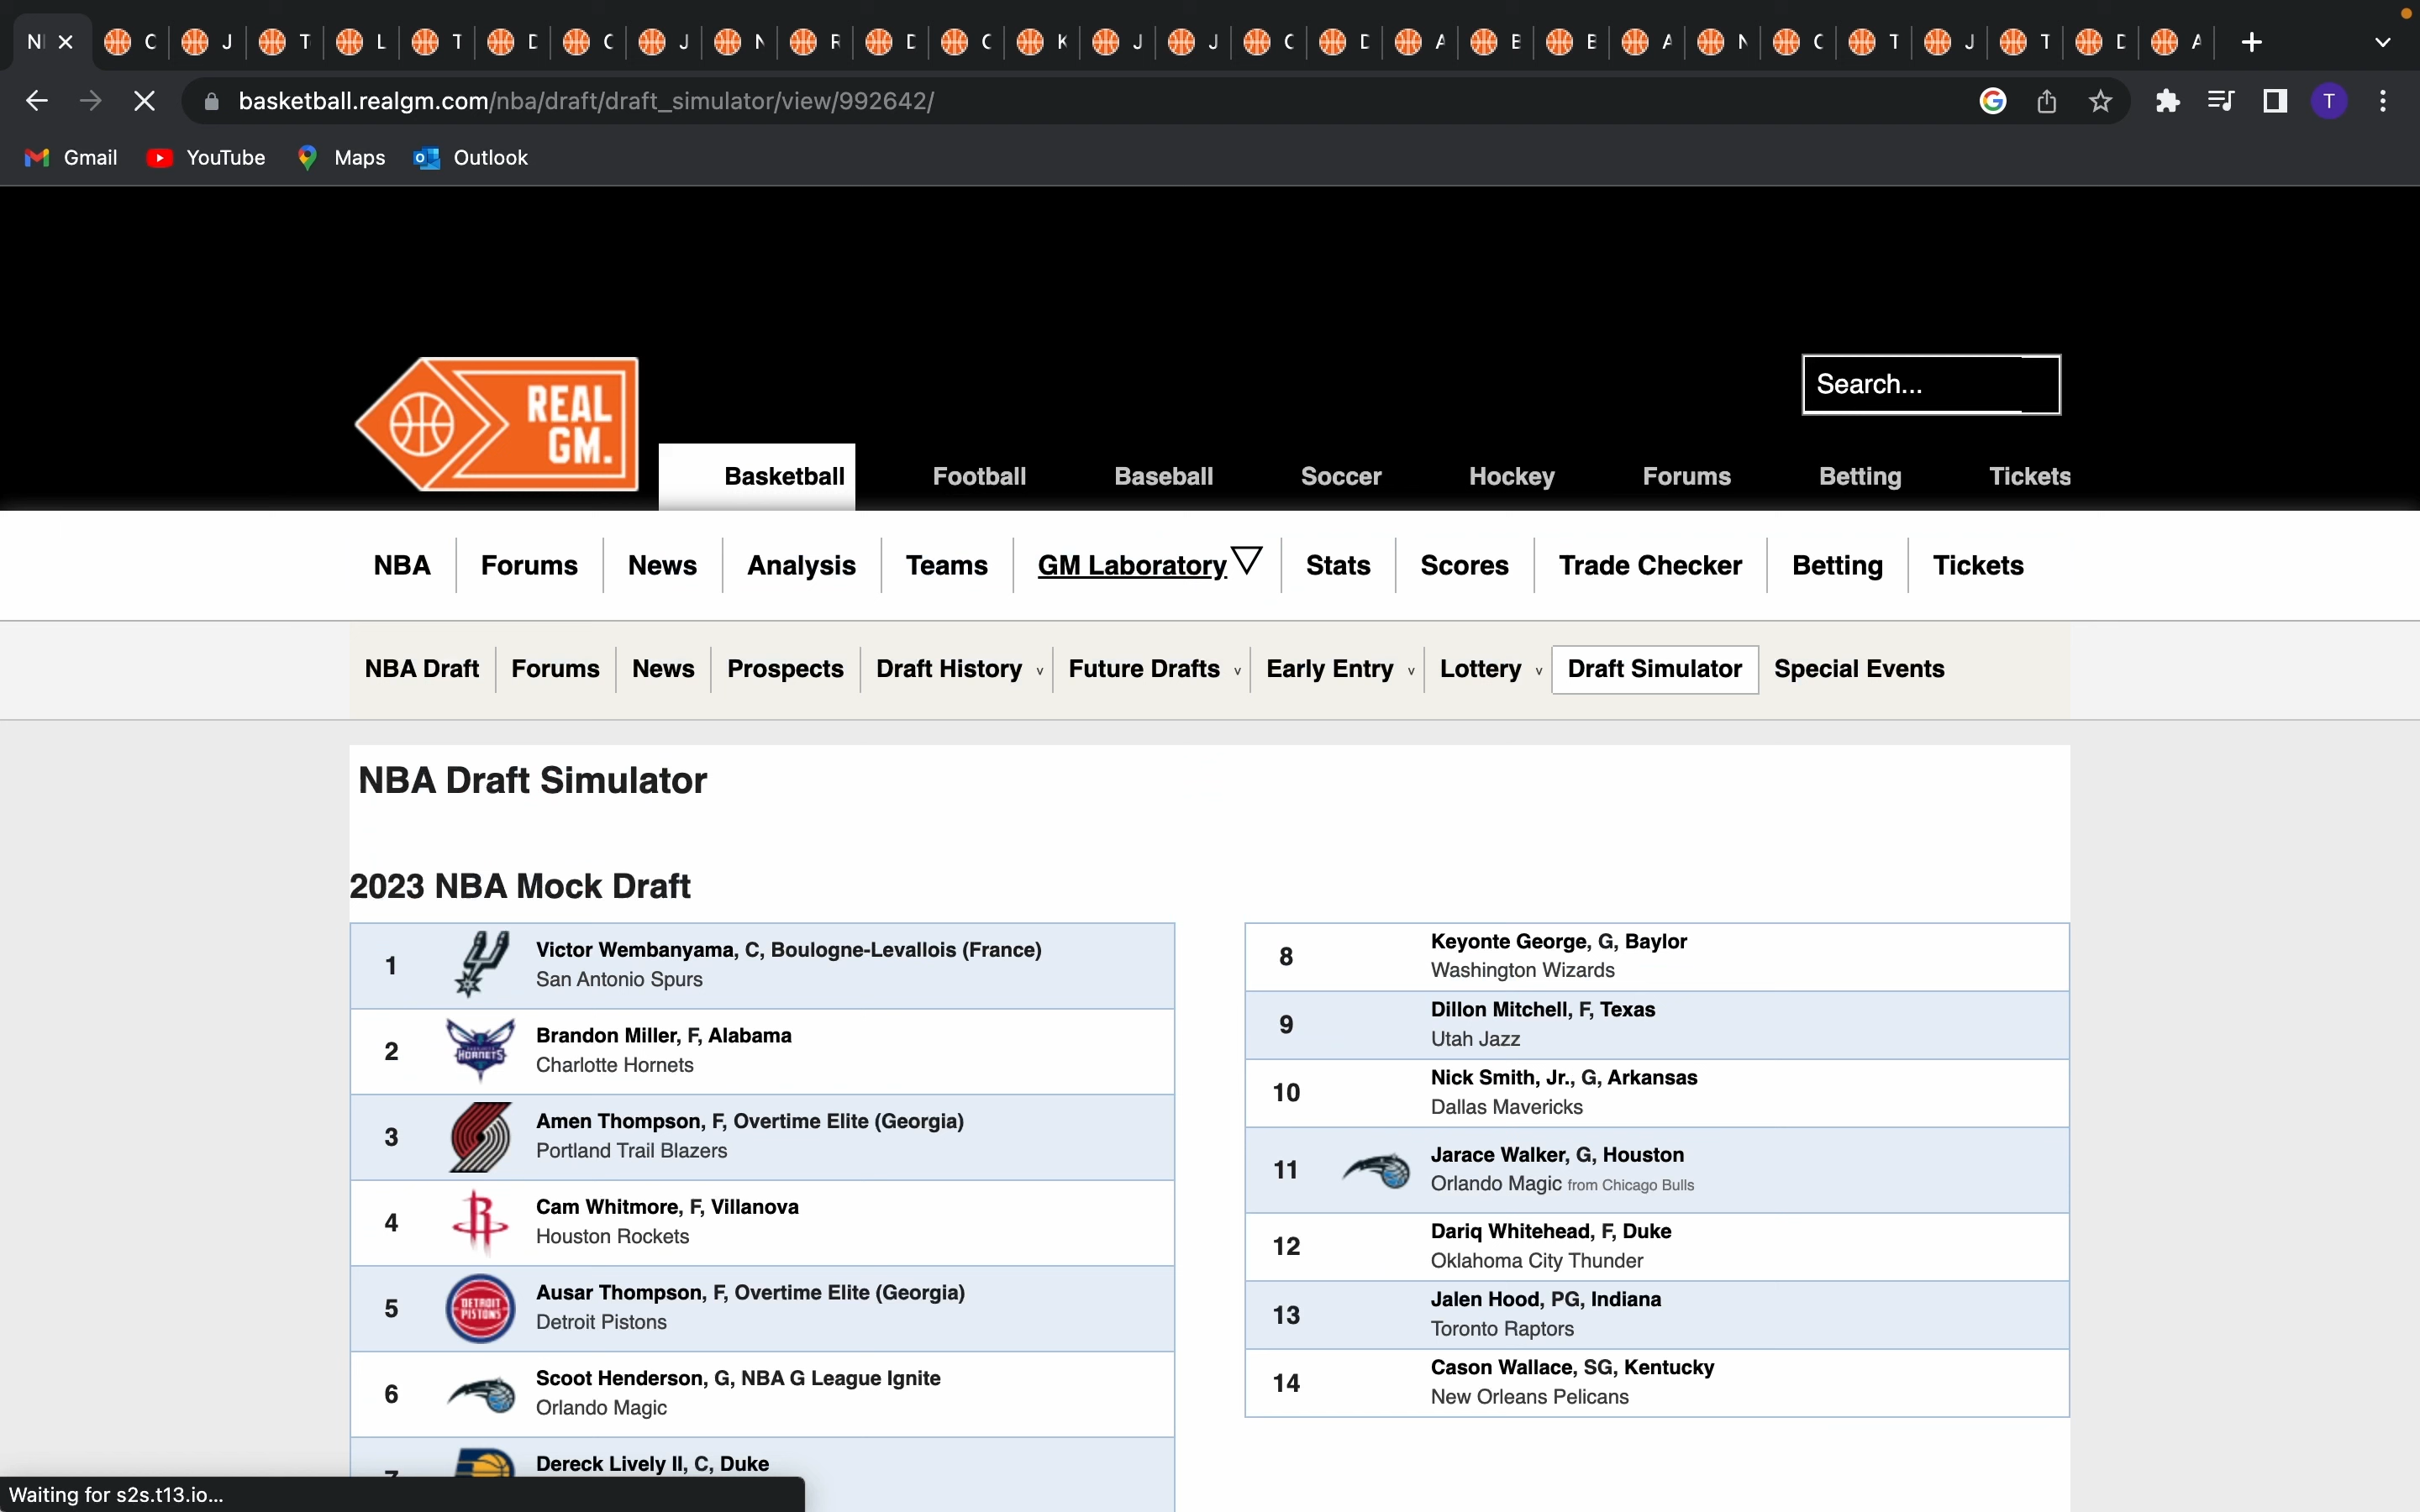 N
C
J
T
L
T
D
C
J
N
R
D
C
K
J
J
C
D
A
B
B
A
N
C
T
J
T
D
A
basketball.realgm.com/nba/draft/draft_simulator/view/992642/
T
Gmail
YouTube
Maps
Outlook
REAL
GM.
Search...
Basketball
Football
Baseball
Soccer
Hockey
Forums
Betting
Tickets
NBA
Forums
News
Analysis
Teams
GM Laboratory
Stats
Scores
Trade Checker
Betting
Tickets
NBA Draft
Forums
News
Prospects
Draft History v
Future Drafts v
Early Entry v
Lottery v
Draft Simulator
Special Events
NBA Draft Simulator
2023 NBA Mock Draft
1
Victor Wembanyama, C, Boulogne-Levallois (France)
San Antonio Spurs
2
HORNETS
Brandon Miller, F, Alabama
Charlotte Hornets
3
Amen Thompson, F, Overtime Elite (Georgia)
Portland Trail Blazers
4
R
Cam Whitmore, F, Villanova
Houston Rockets
5
DETROIT
PISTONS
Ausar Thompson, F, Overtime Elite (Georgia)
Detroit Pistons
6
Scoot Henderson, G, NBA G League Ignite
Orlando Magic
7
Dereck Lively II, C, Duke
8
Keyonte George, G, Baylor
Washington Wizards
9
Dillon Mitchell, F, Texas
Utah Jazz
10
Nick Smith, Jr., G, Arkansas
Dallas Mavericks
11
Jarace Walker, G, Houston
Orlando Magic from Chicago Bulls
12
Dariq Whitehead, F, Duke
Oklahoma City Thunder
13
Jalen Hood, PG, Indiana
Toronto Raptors
14
Cason Wallace, SG, Kentucky
New Orleans Pelicans
Waiting for s2s.t13.io...